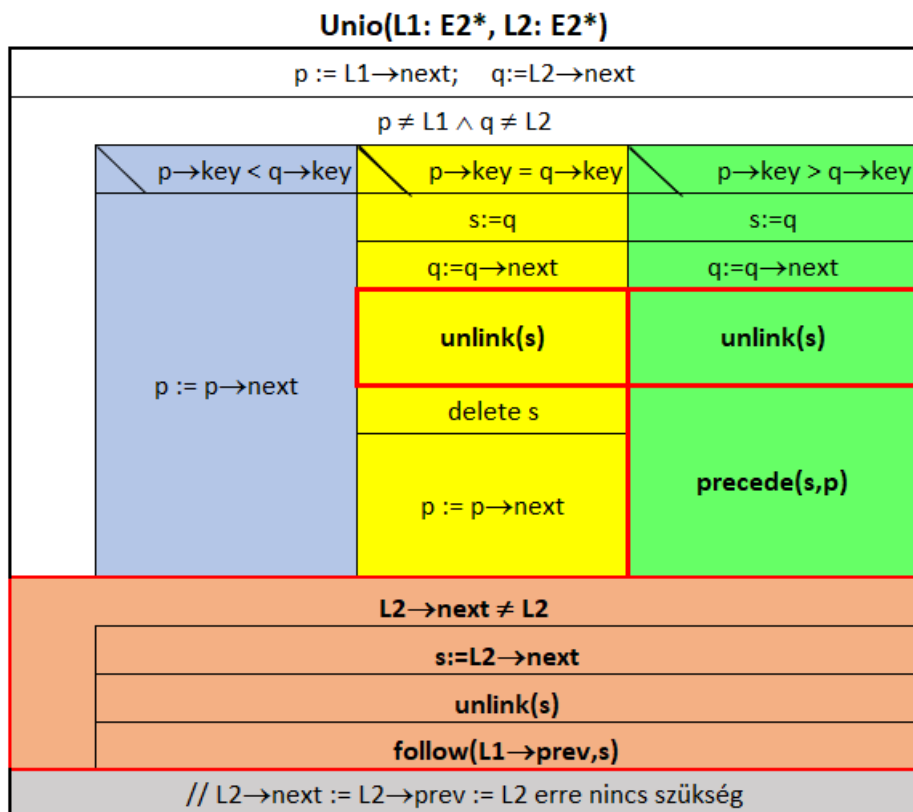 Unio(L1: E2*, L2: E2*)
p := L1→next; q:=L2→next
p ≠ L1 ∧ q ≠ L2
p→key < q→key
p→key = q→key
p→key > q→key
s:=q
s:=q
q:=q→next
q:=q→next
unlink(s)
unlink(s)
p := p→next
delete s
precede(s,p)
p := p→next
L2→next ≠ L2
s:=L2→next
unlink(s)
follow(L1→prev,s)
// L2→next := L2→prev := L2 erre nincs szükség